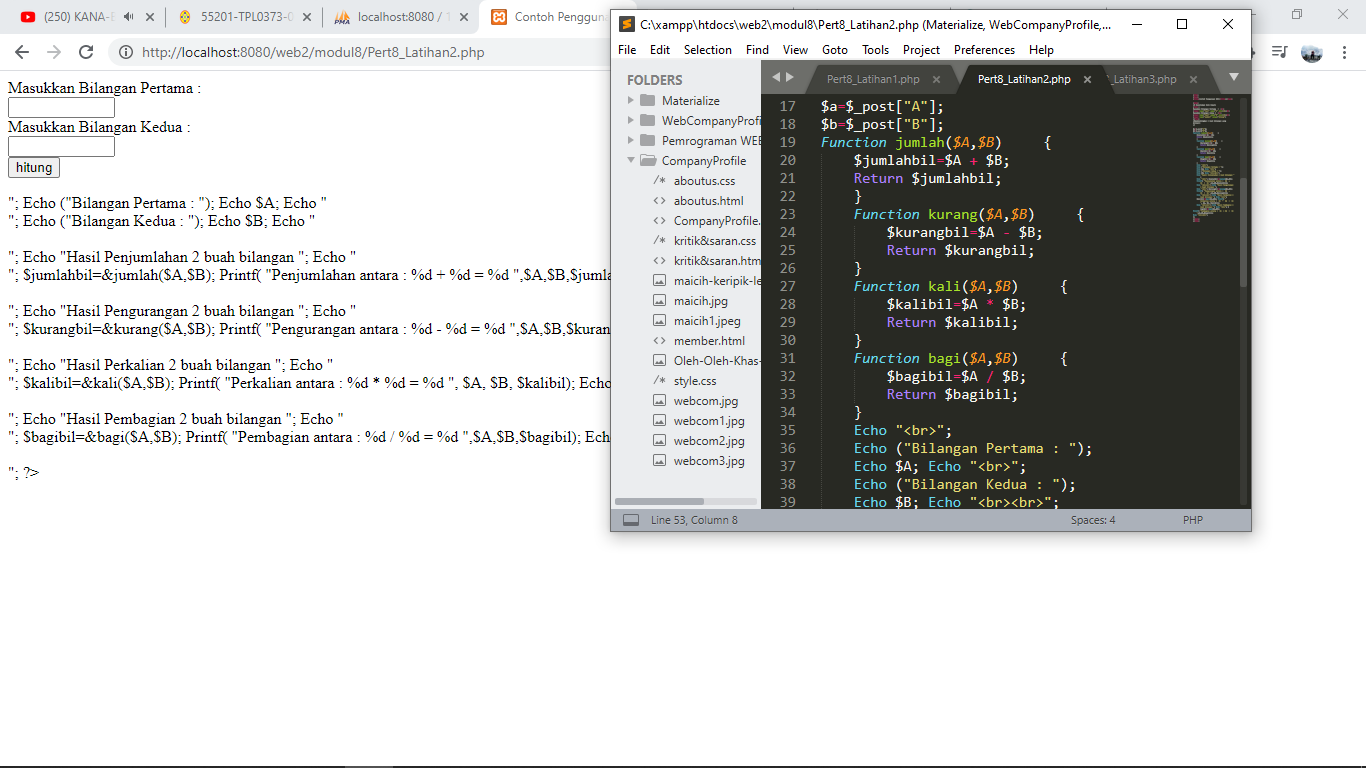 (250) KANA-B
55201-TPL0373-0
localhost:8080 / 1
Contoh Penggun
http://localhost:8080/web2/modul8/Pert8_Latihan2.php
Masukkan Bilangan Pertama :
Masukkan Bilangan Kedua :
hitung
"; Echo ("Bilangan Pertama : "); Echo $A; Echo "
"; Echo ("Bilangan Kedua : "); Echo $B; Echo "
"; Echo "Hasil Penjumlahan 2 buah bilangan "; Echo "
"; $jumlahbil=&jumlah($A,$B); Printf( "Penjumlahan antara : %d + %d = %d ",$A,$B,$jumla
"; Echo "Hasil Pengurangan 2 buah bilangan "; Echo "
"; $kurangbil=&kurang($A,$B); Printf( "Pengurangan antara : %d - %d = %d ",$A,$B,$kuran
"; Echo "Hasil Perkalian 2 buah bilangan "; Echo "
"; $kalibil=&kali($A,$B); Printf( "Perkalian antara : %d * %d = %d ", $A, $B, $kalibil); Echo
"; Echo "Hasil Pembagian 2 buah bilangan "; Echo "
"; $bagibil=&bagi($A,$B); Printf( "Pembagian antara : %d / %d = %d ",$A,$B,$bagibil); Ech
"; ?>
C:\xampp\htdocs\web2\modul8\Pert8_Latihan2.php (Materialize, WebCompanyProfile,...
File Edit Selection Find View Goto Tools Project Preferences Help
FOLDERS
Materialize
WebCompanyProfi
Pemrograman WEB
CompanyProfile
/* aboutus.css
<> aboutus.html
<> CompanyProfile.
/* kritik&saran.css
<> kritik&saran.htm
maicih-keripik-le
maicih.jpg
maicih1.jpeg
<> member.html
Oleh-Oleh-Khas-
/* style.css
webcom.jpg
webcom1.jpg
webcom2.jpg
webcom3.jpg
Pert8_Latihan1.php
Pert8_Latihan2.php
_Latihan3.php
17 $a=$_post["A"];
18 $b=$_post["B"];
19 Function jumlah($A,$B) {
20 $jumlahbil=$A + $B;
21 Return $jumlahbil;
22 }
23 Function kurang($A,$B) {
24 $kurangbil=$A - $B;
25 Return $kurangbil;
26 }
27 Function kali($A,$B) {
28 $kalibil=$A * $B;
29 Return $kalibil;
30 }
31 Function bagi($A,$B) {
32 $bagibil=$A / $B;
33 Return $bagibil;
34 }
35 Echo "<br>";
36 Echo ("Bilangan Pertama : ");
37 Echo $A; Echo "<br>";
38 Echo ("Bilangan Kedua : ");
39 Echo $B; Echo "<br><br>";
Line 53, Column 8
Spaces: 4
PHP